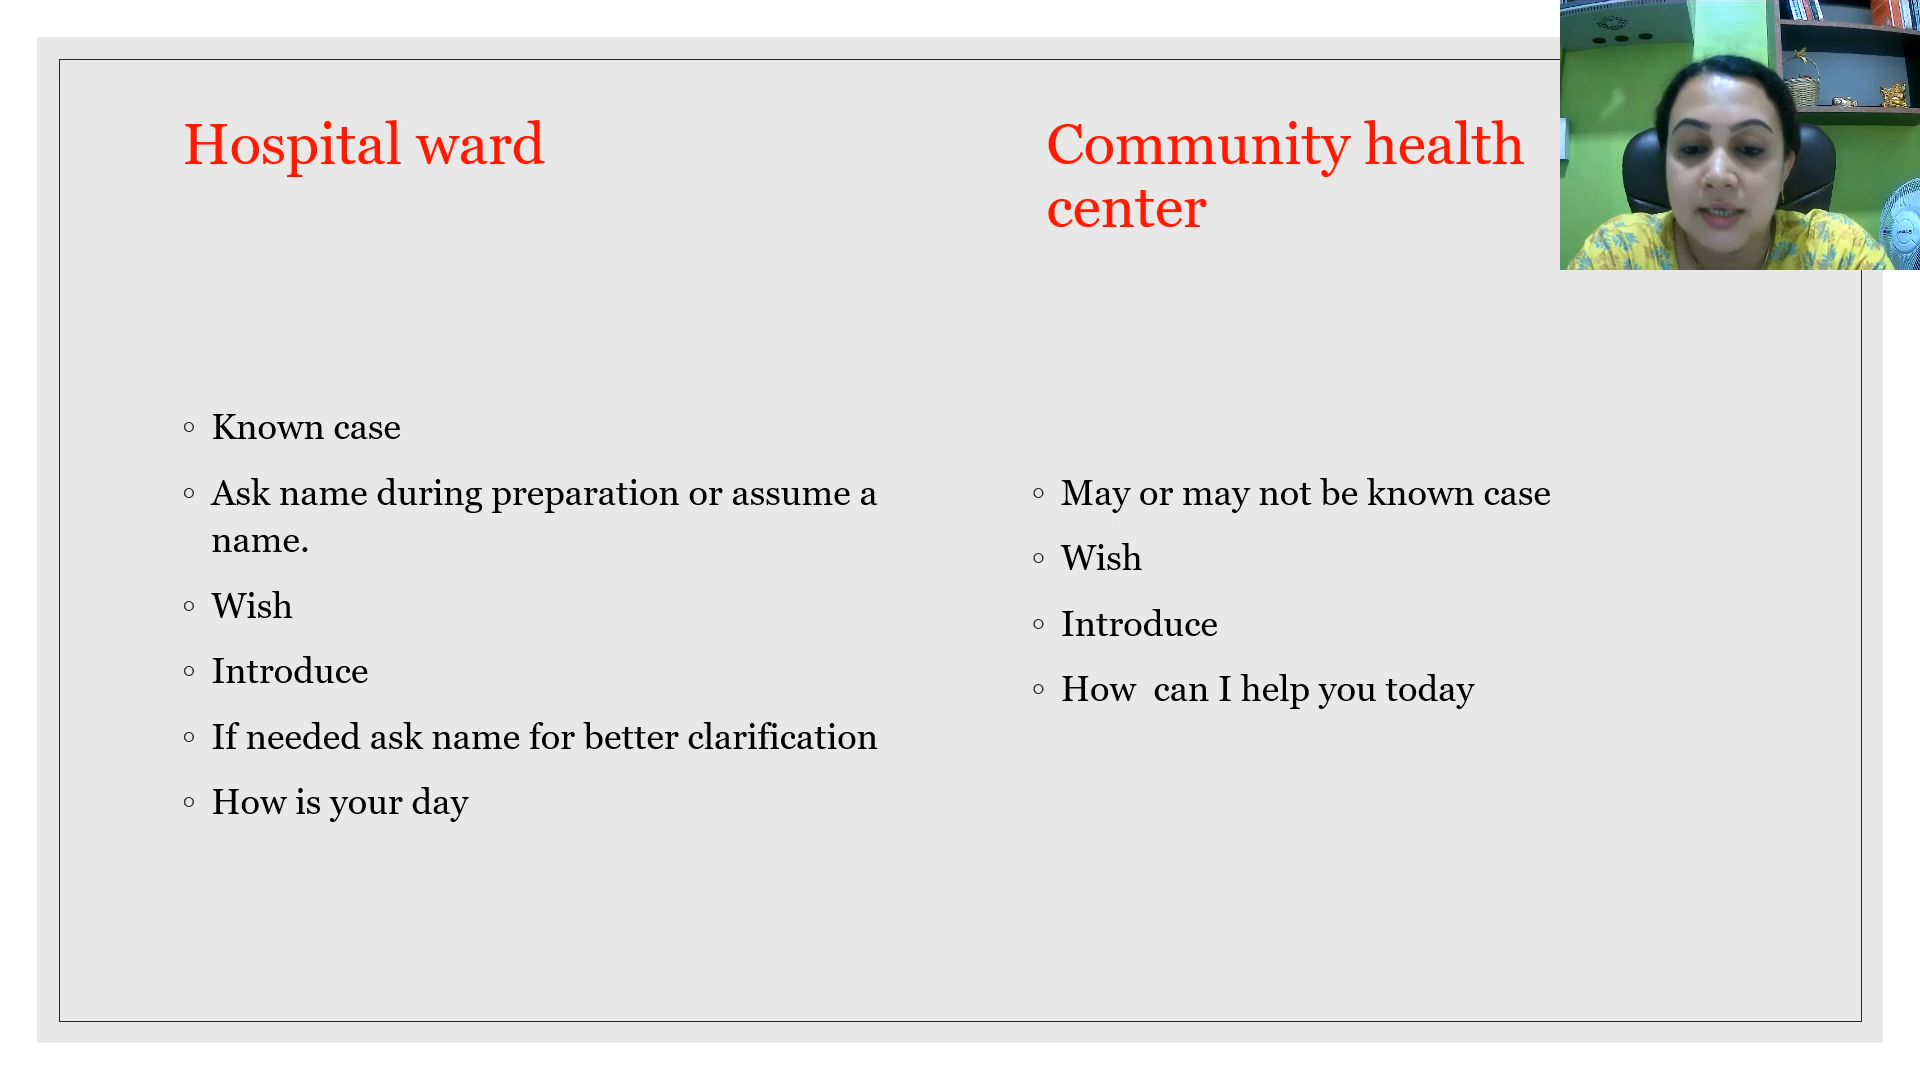 Hospital ward
Community health
center
◦ Known case
◦ Ask name during preparation or assume a
name.
◦ Wish
◦ Introduce
◦ If needed ask name for better clarification
◦ How is your day
◦ May or may not be known case
◦ Wish
◦ Introduce
◦ How  can I help you today